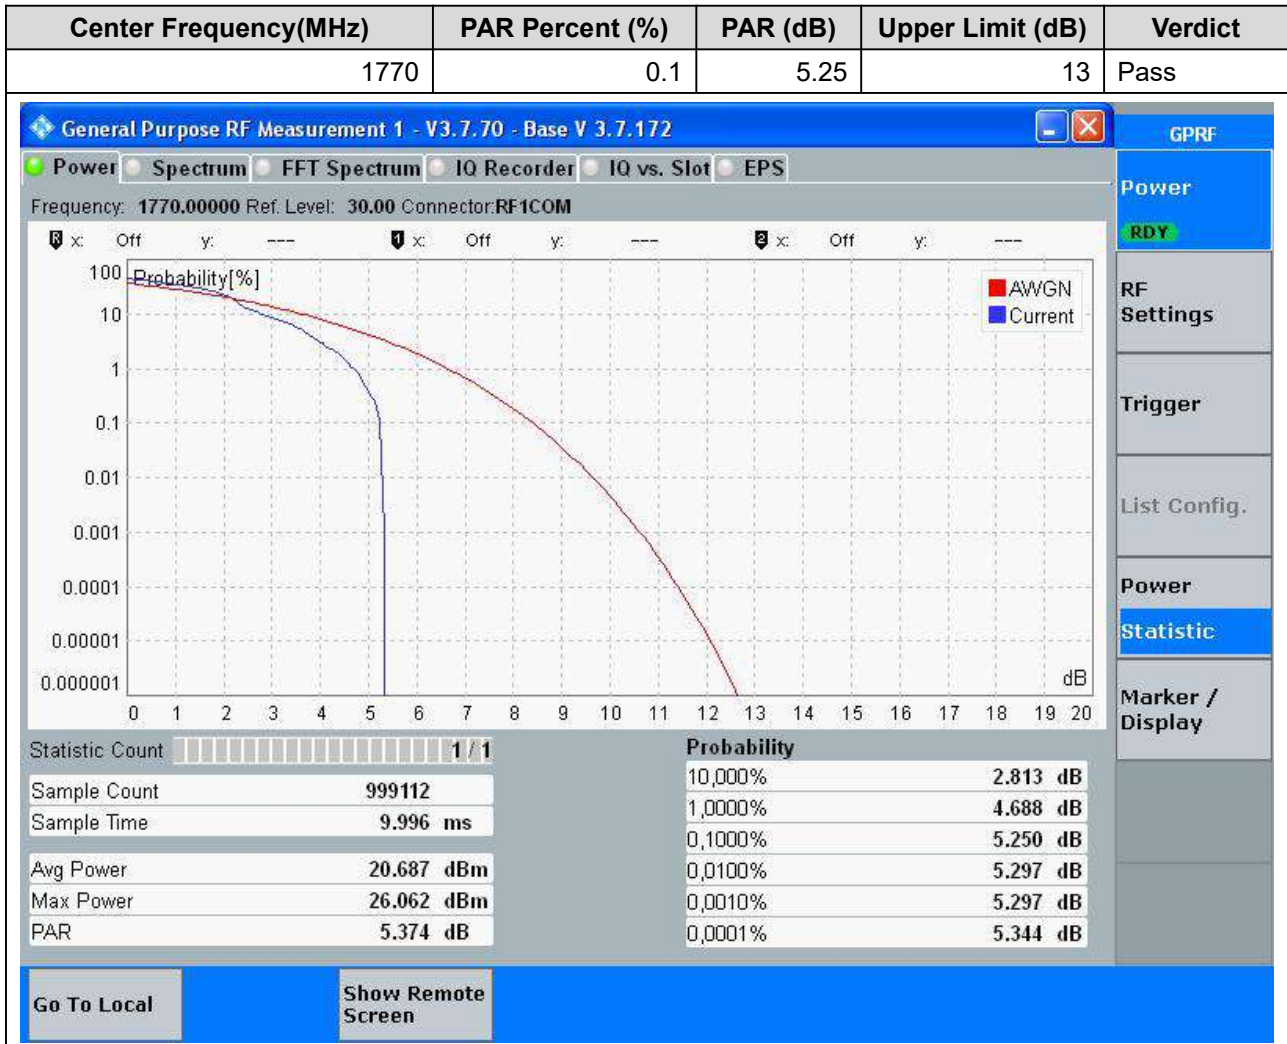 Center Frequency(MHz) PAR Percent (%) PAR (dB) Upper Limit (dB) Verdict
1770 0.1 5.25 13 Pass
General Purpose RF Measurement 1 - V3.7.70 - Base V 3.7.172
GPRF
Power Spectrum FFT Spectrum IQ Recorder IQ vs. Slot EPS
Frequency: 1770.00000 Ref. Level: 30.00 Connector:RF1COM
R x: Off y: --- 1 x: Off y: --- 2 x: Off y: ---
Probability[%]
AWGN
Current
100
10
1
0.1
0.01
0.001
0.0001
0.00001
0.000001
dB
0 1 2 3 4 5 6 7 8 9 10 11 12 13 14 15 16 17 18 19 20
Statistic Count 1 / 1
Sample Count 999112
Sample Time 9.996 ms
Avg Power 20.687 dBm
Max Power 26.062 dBm
PAR 5.374 dB
Probability
10,000% 2.813 dB
1,0000% 4.688 dB
0,1000% 5.250 dB
0,0100% 5.297 dB
0,0010% 5.297 dB
0,0001% 5.344 dB
Power
RDY
RF
Settings
Trigger
List Config.
Power
Statistic
Marker /
Display
Go To Local
Show Remote
Screen